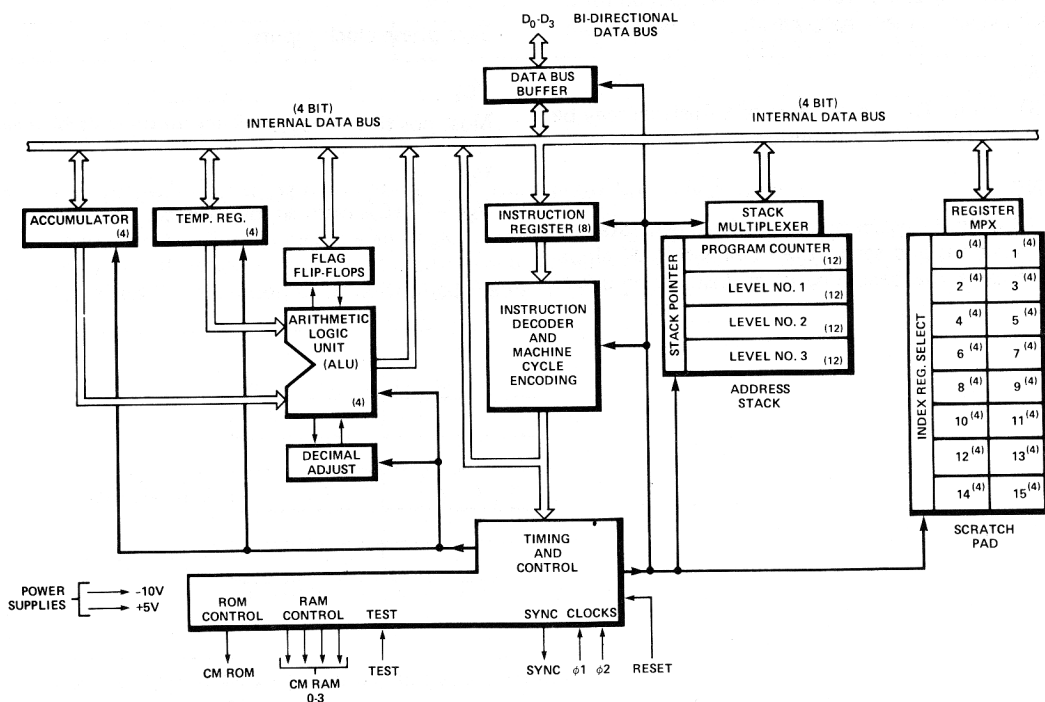 D0-D3 BI-DIRECTIONAL
DATA BUS
DATA BUS
BUFFER
(4 BIT)
INTERNAL DATA BUS
(4 BIT)
INTERNAL DATA BUS
ACCUMULATOR
(4)
TEMP. REG.
(4)
FLAG
FLIP-FLOPS
INSTRUCTION
REGISTER (8)
STACK
MULTIPLEXER
REGISTER
MPX
ARITHMETIC
LOGIC
UNIT
(ALU)
(4)
DECIMAL
ADJUST
INSTRUCTION
DECODER
AND
MACHINE
CYCLE
ENCODING
STACK POINTER
PROGRAM COUNTER
(12)
LEVEL NO. 1
(12)
LEVEL NO. 2
(12)
LEVEL NO. 3
(12)
ADDRESS
STACK
INDEX REG. SELECT
0 (4) 1 (4)
2 (4) 3 (4)
4 (4) 5 (4)
6 (4) 7 (4)
8 (4) 9 (4)
10 (4) 11 (4)
12 (4) 13 (4)
14 (4) 15 (4)
SCRATCH
PAD
TIMING
AND
CONTROL
POWER
SUPPLIES
-10V
+5V
ROM
CONTROL
RAM
CONTROL
TEST
SYNC
CLOCKS
CM ROM
CM RAM
0-3
TEST
SYNC
ϕ1
ϕ2
RESET